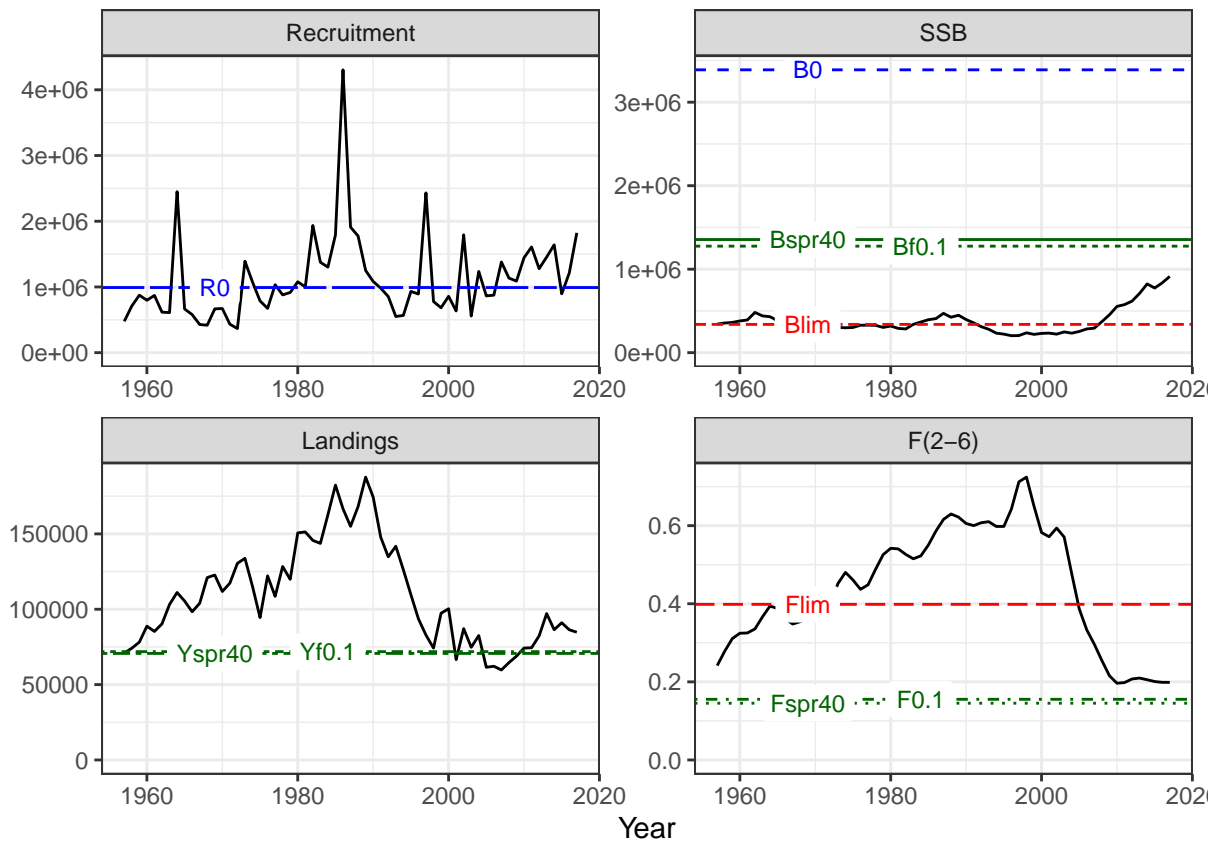 Recruitment
SSB
4e+06
3e+06
2e+06
1e+06
0e+00
R0
1960 1980 2000 2020
3e+06
2e+06
1e+06
0e+00
B0
Bspr40 Bf0.1
Blim
1960 1980 2000 202
Landings
F(2−6)
150000
100000
50000
0
Yspr40 Yf0.1
1960 1980 2000 2020
0.6
0.4
0.2
0.0
Flim
Fspr40 F0.1
1960 1980 2000 202
Year